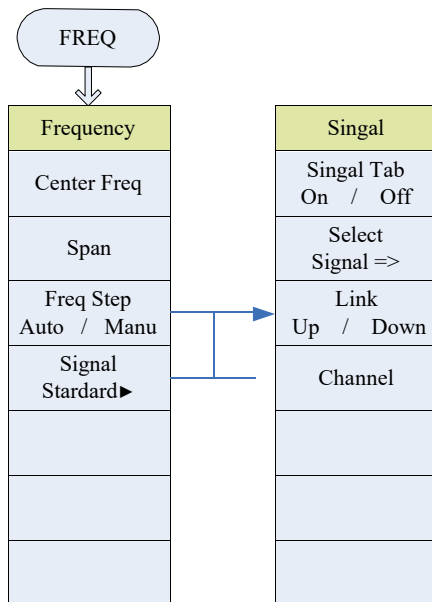 FREQ
Frequency
Center Freq
Span
Freq Step
Auto / Manu
Signal
Stardard►
Singal
Singal Tab
On / Off
Select
Signal =>
Link
Up / Down
Channel